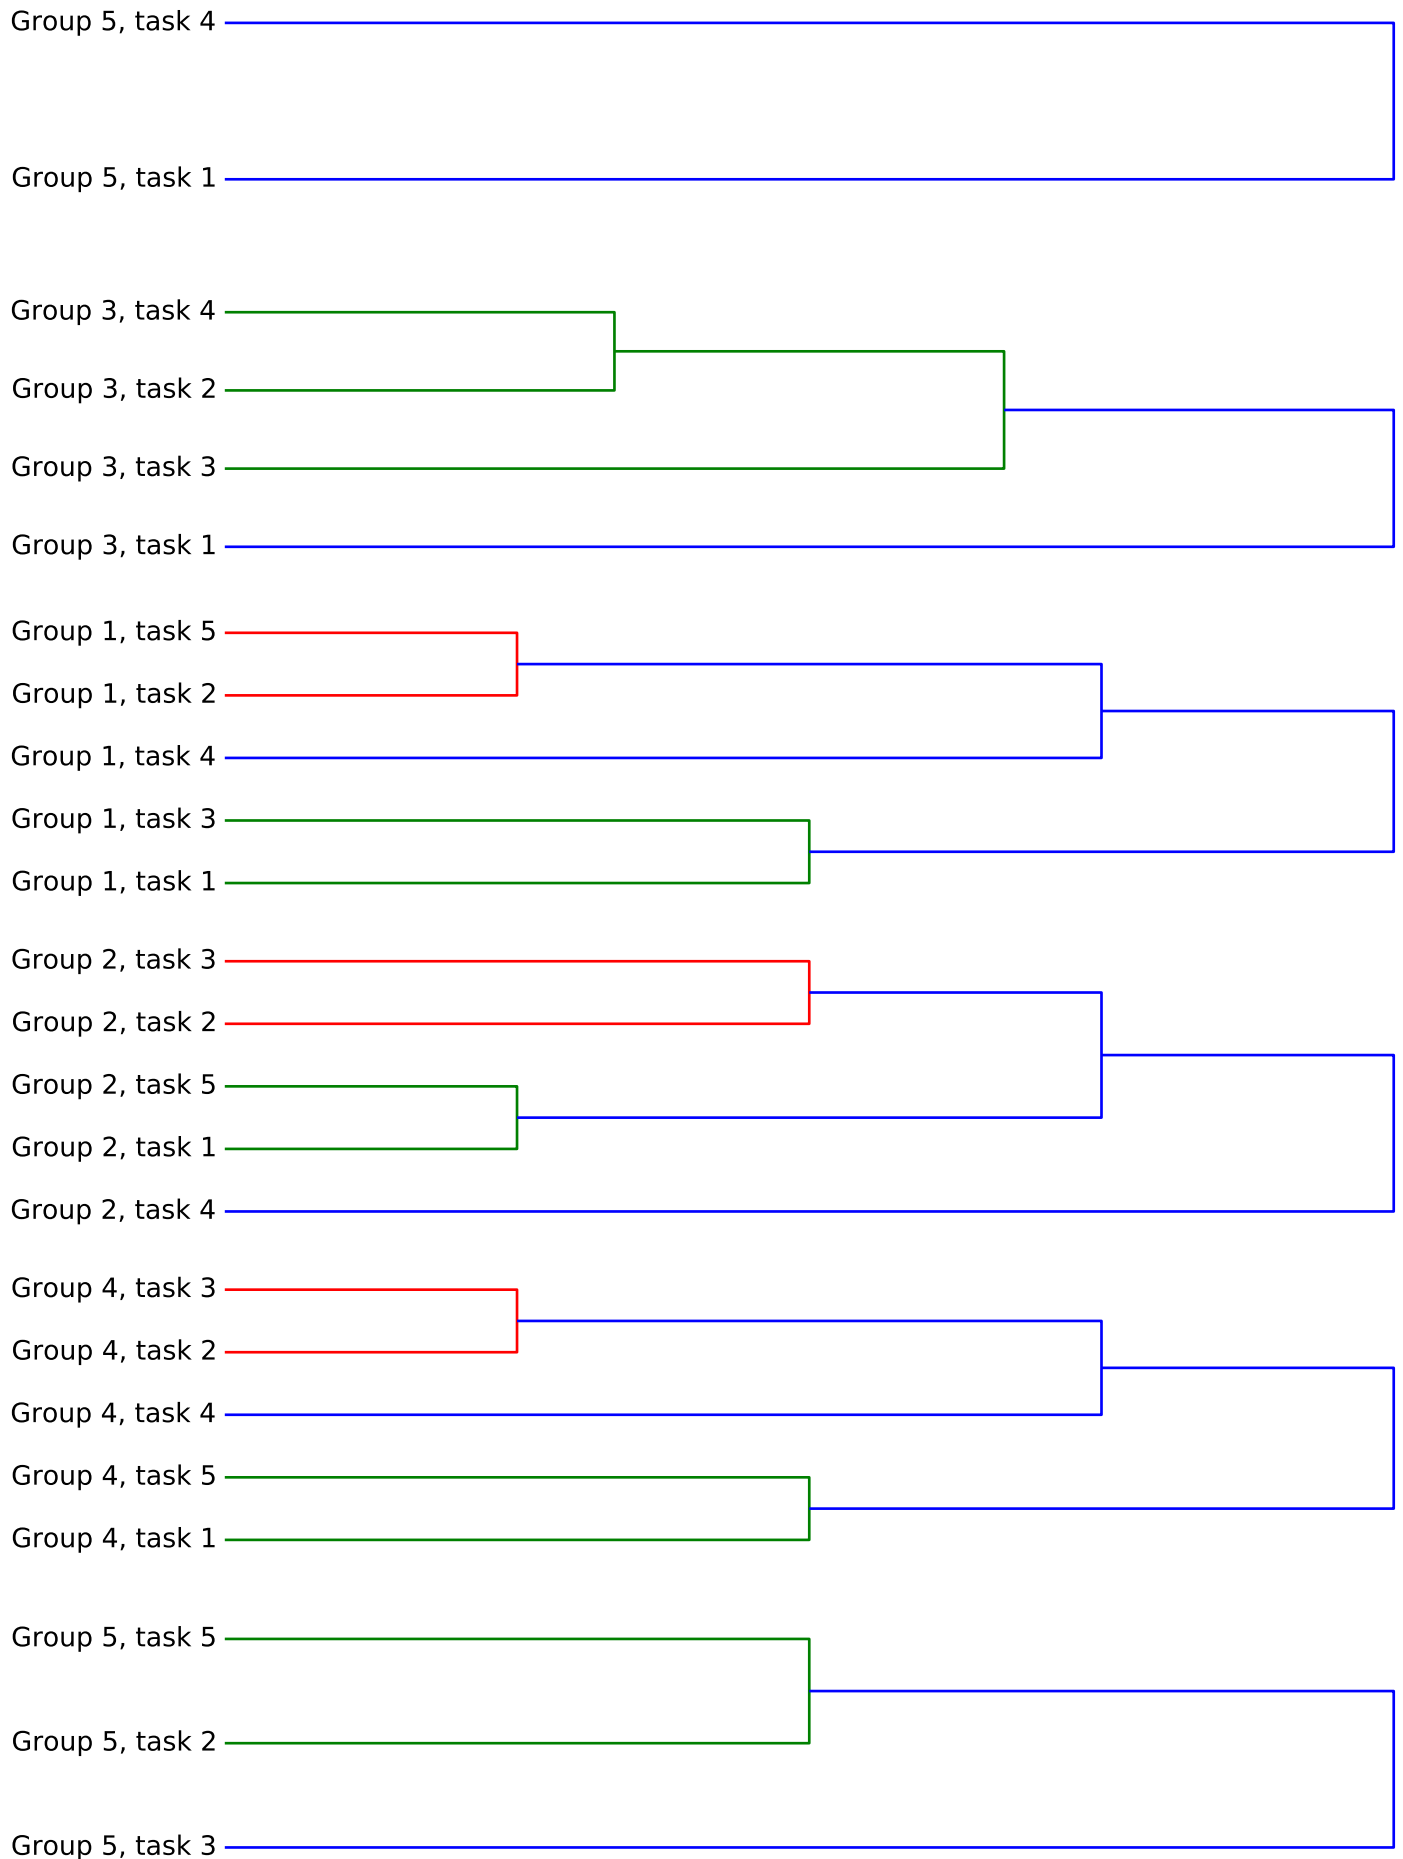 Group 5, task 4
Group 5, task 1
Group 3, task 4
Group 3, task 2
Group 3, task 3
Group 3, task 1
Group 1, task 5
Group 1, task 2
Group 1, task 4
Group 1, task 3
Group 1, task 1
Group 2, task 3
Group 2, task 2
Group 2, task 5
Group 2, task 1
Group 2, task 4
Group 4, task 3
Group 4, task 2
Group 4, task 4
Group 4, task 5
Group 4, task 1
Group 5, task 5
Group 5, task 2
Group 5, task 3